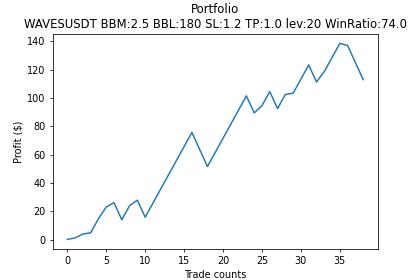 Portfolio
WAVESUSDT BBM:2.5 BBL:180 SL:1.2 TP:1.0 lev:20 WinRatio:74.0
140
120
100
80
60
40
20
0
Profit ($)
0 5 10 15 20 25 30 35
Trade counts